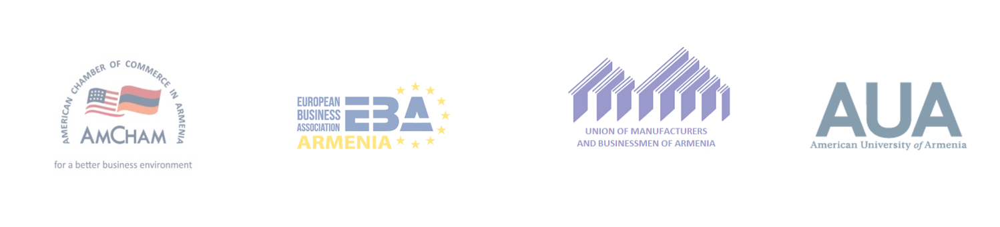 AMERICAN CHAMBER OF COMMERCE IN ARMENIA
AMCHAM
for a better business environment
EUROPEAN
BUSINESS
ASSOCIATION
EBA
ARMENIA
UNION OF MANUFACTURERS
AND BUSINESSMEN OF ARMENIA
AUA
American University of Armenia